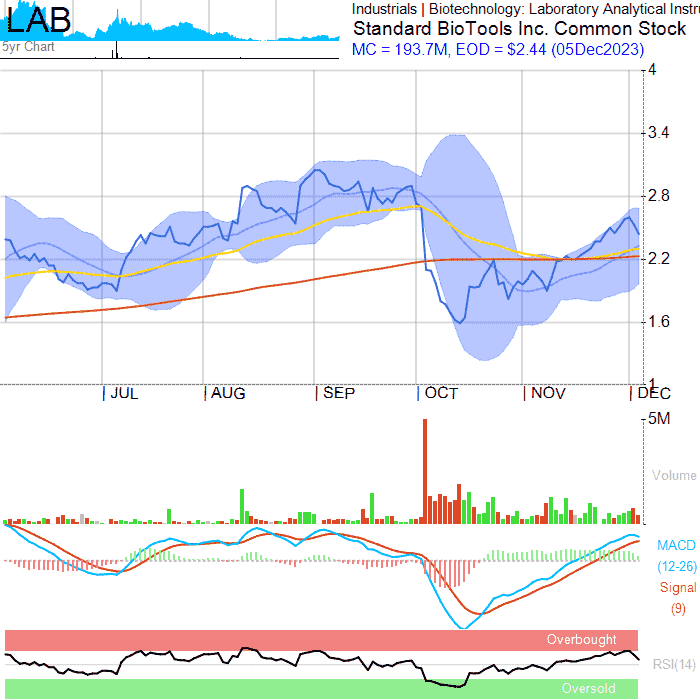 LAB
5yr Chart
Industrials | Biotechnology: Laboratory Analytical Instru
Standard BioTools Inc. Common Stock
MC = 193.7M, EOD = $2.44 (05Dec2023)
4
3.4
2.8
2.2
1.6
1
JUL
AUG
SEP
OCT
NOV
DEC
5M
Volume
MACD
(12-26)
Signal
(9)
Overbought
RSI(14)
Oversold